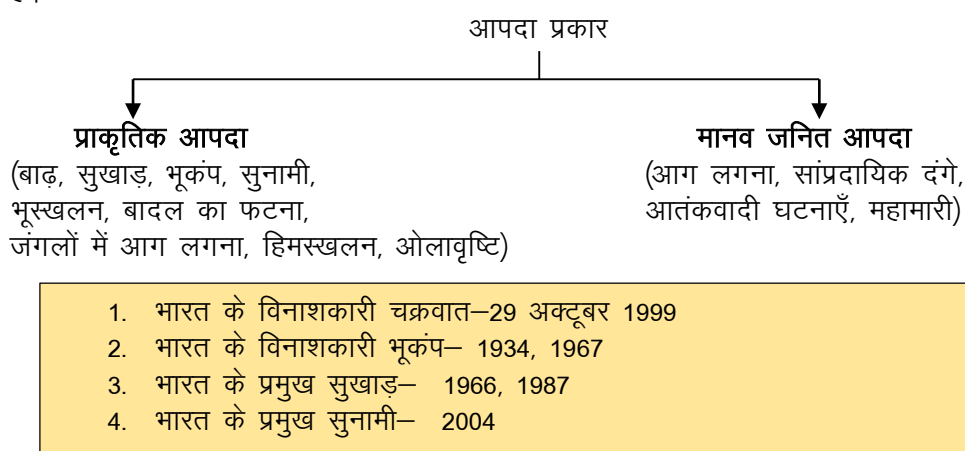 आपदा प्रकार
प्राकृतिक आपदा
(बाढ़, सुखाड़, भूकंप, सुनामी,
भूस्खलन, बादल का फटना,
जंगलों में आग लगना, हिमस्खलन, ओलावृष्टि)
मानव जनित आपदा
(आग लगना, सांप्रदायिक दंगे,
आतंकवादी घटनाएँ, महामारी)
1. भारत के विनाशकारी चक्रवात–29 अक्टूबर 1999
2. भारत के विनाशकारी भूकंप– 1934, 1967
3. भारत के प्रमुख सुखाड़– 1966, 1987
4. भारत के प्रमुख सुनामी– 2004